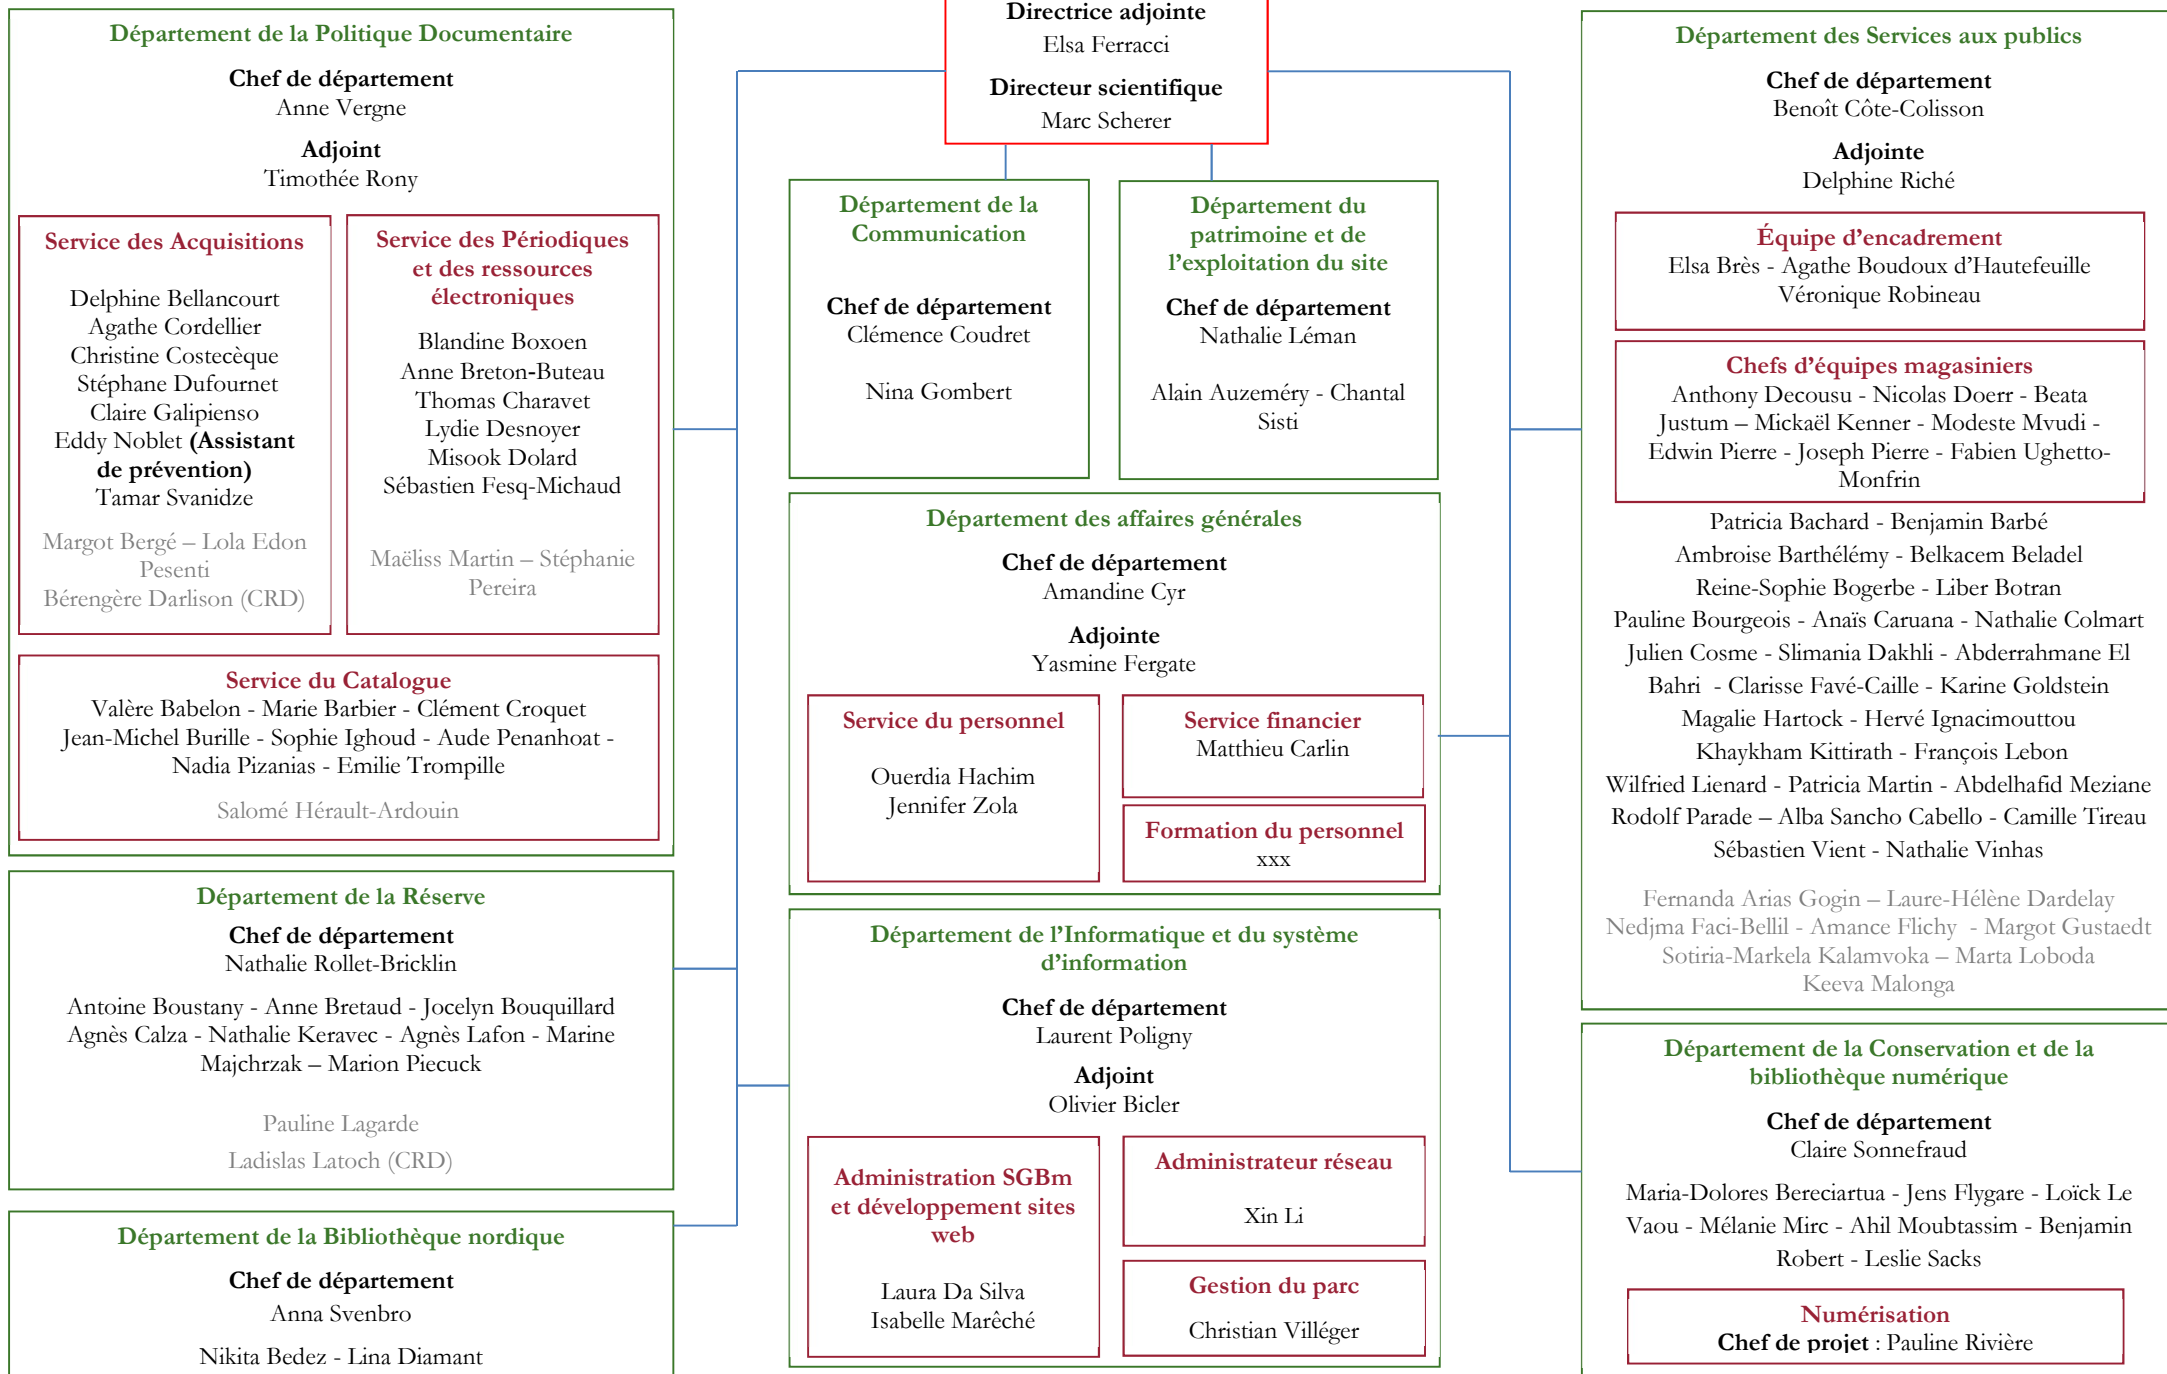 Directrice adjointe
Elsa Ferracci
Directeur scientifique
Marc Scherer
Département de la Politique Documentaire
Chef de département
Anne Vergne
Adjoint
Timothée Rony
Service des Acquisitions
Delphine Bellancourt
Agathe Cordellier
Christine Costecèque
Stéphane Dufournet
Claire Galipienso
Eddy Noblet (Assistant
de prévention)
Tamar Svanidze
Margot Bergé – Lola Edon
Pesenti
Bérengère Darlison (CRD)
Service des Périodiques
et des ressources
électroniques
Blandine Boxoen
Anne Breton-Buteau
Thomas Charavet
Lydie Desnoyer
Misook Dolard
Sébastien Fesq-Michaud
Maëliss Martin – Stéphanie
Pereira
Service du Catalogue
Valère Babelon - Marie Barbier - Clément Croquet
Jean-Michel Burille - Sophie Ighoud - Aude Penanhoat -
Nadia Pizanias - Emilie Trompille
Salomé Hérault-Ardouin
Département de la Réserve
Chef de département
Nathalie Rollet-Bricklin
Antoine Boustany - Anne Bretaud - Jocelyn Bouquillard
Agnès Calza - Nathalie Keravec - Agnès Lafon - Marine
Majchrzak – Marion Piecuck
Pauline Lagarde
Ladislas Latoch (CRD)
Département de la Bibliothèque nordique
Chef de département
Anna Svenbro
Nikita Bedez - Lina Diamant
Département de la
Communication
Chef de département
Clémence Coudret
Nina Gombert
Département du
patrimoine et de
l'exploitation du site
Chef de département
Nathalie Léman
Alain Auzeméry - Chantal
Sisti
Département des affaires générales
Chef de département
Amandine Cyr
Adjointe
Yasmine Fergate
Service du personnel
Ouerdia Hachim
Jennifer Zola
Service financier
Matthieu Carlin
Formation du personnel
xxx
Département de l'Informatique et du système
d'information
Chef de département
Laurent Poligny
Adjoint
Olivier Bicler
Administration SGBm
et développement sites
web
Laura Da Silva
Isabelle Marêché
Administrateur réseau
Xin Li
Gestion du parc
Christian Villéger
Département des Services aux publics
Chef de département
Benoît Côte-Colisson
Adjointe
Delphine Riché
Équipe d'encadrement
Elsa Brès - Agathe Boudoux d'Hautefeuille
Véronique Robineau
Chefs d'équipes magasiniers
Anthony Decousu - Nicolas Doerr - Beata
Justum – Mickaël Kenner - Modeste Mvudi -
Edwin Pierre - Joseph Pierre - Fabien Ughetto-
Monfrin
Patricia Bachard - Benjamin Barbé
Ambroise Barthélémy - Belkacem Beladel
Reine-Sophie Bogerbe - Liber Botran
Pauline Bourgeois - Anaïs Caruana - Nathalie Colmart
Julien Cosme - Slimania Dakhli - Abderrahmane El
Bahri - Clarisse Favé-Caille - Karine Goldstein
Magalie Hartock - Hervé Ignacimouttou
Khaykham Kittirath - François Lebon
Wilfried Lienard - Patricia Martin - Abdelhafid Meziane
Rodolf Parade – Alba Sancho Cabello - Camille Tireau
Sébastien Vient - Nathalie Vinhas
Fernanda Arias Gogin – Laure-Hélène Dardelay
Nedjma Faci-Bellil - Amance Flichy - Margot Gustaedt
Sotiria-Markela Kalamvoka – Marta Loboda
Keeva Malonga
Département de la Conservation et de la
bibliothèque numérique
Chef de département
Claire Sonnefraud
Maria-Dolores Bereciartua - Jens Flygare - Loïck Le
Vaou - Mélanie Mirc - Ahil Moubtassim - Benjamin
Robert - Leslie Sacks
Numérisation
Chef de projet : Pauline Rivière